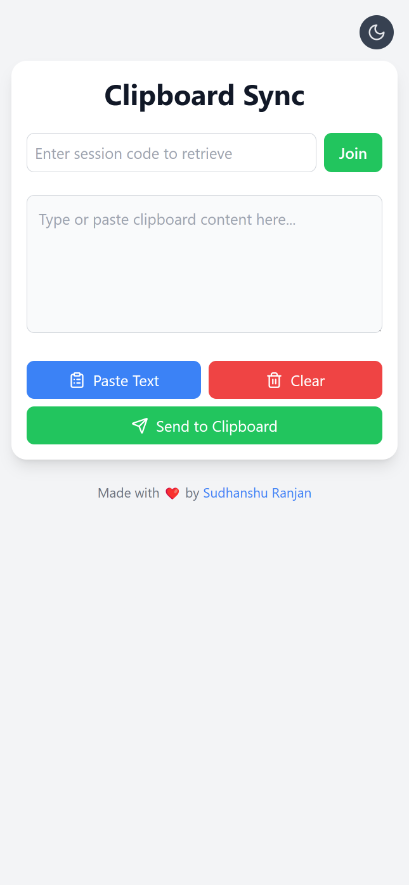 Clipboard Sync
Enter session code to retrieve
Join
Type or paste clipboard content here...
Paste Text
Clear
Send to Clipboard
Made with ❤️ by Sudhanshu Ranjan